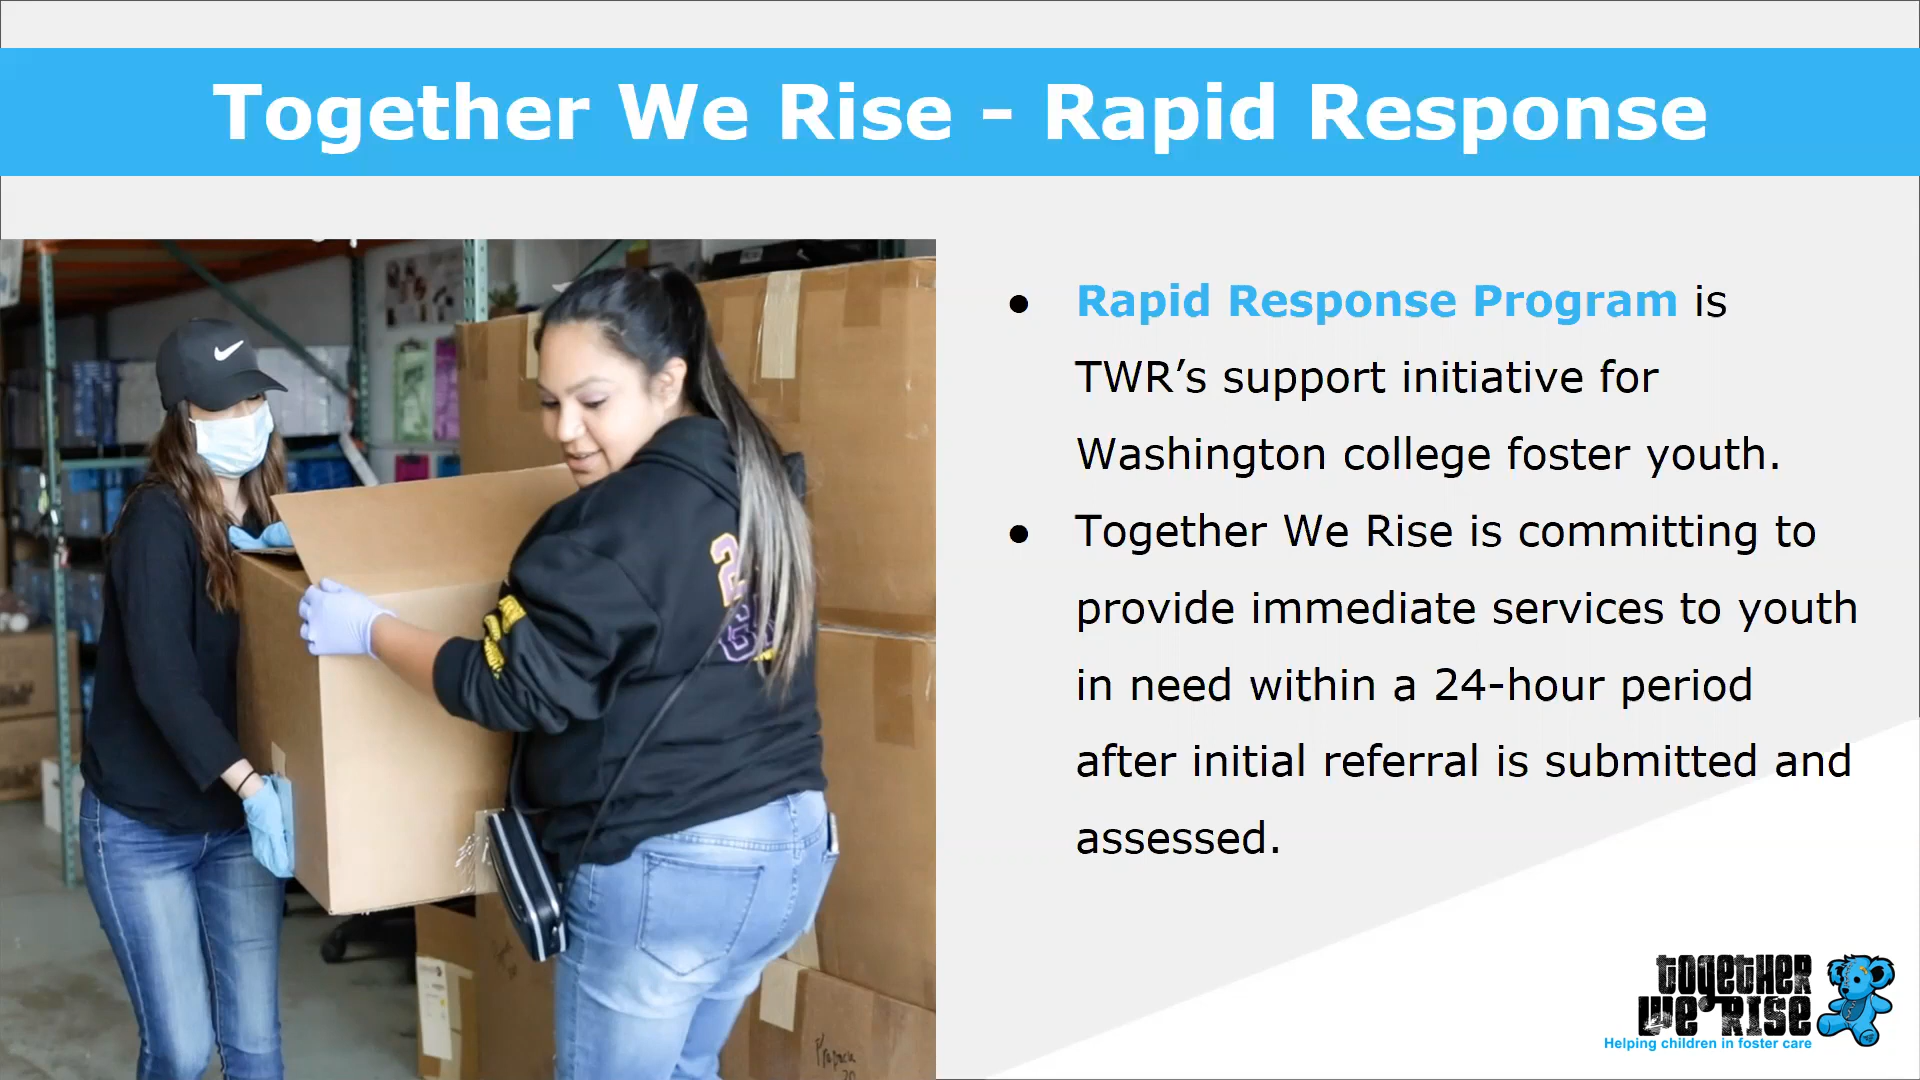 Together We Rise - Rapid Response
● Rapid Response Program is
TWR’s support initiative for
Washington college foster youth.
● Together We Rise is committing to
provide immediate services to youth
in need within a 24-hour period
after initial referral is submitted and
assessed.
together
we rise
Helping children in foster care